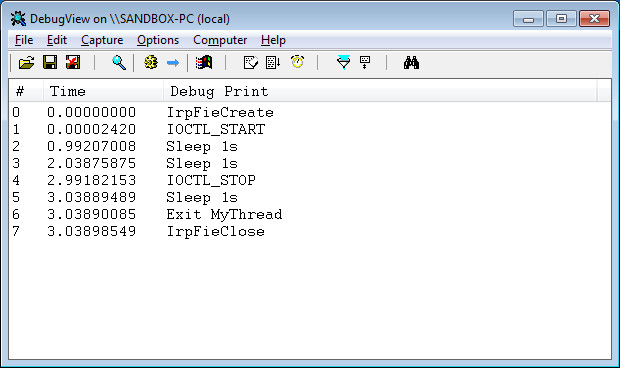 DebugView on \\SANDBOX-PC (local)
File Edit Capture Options Computer Help
# Time Debug Print
0 0.00000000 IrpFieCreate
1 0.00002420 IOCTL_START
2 0.99207008 Sleep 1s
3 2.03875875 Sleep 1s
4 2.99182153 IOCTL_STOP
5 3.03889489 Sleep 1s
6 3.03890085 Exit MyThread
7 3.03898549 IrpFieClose